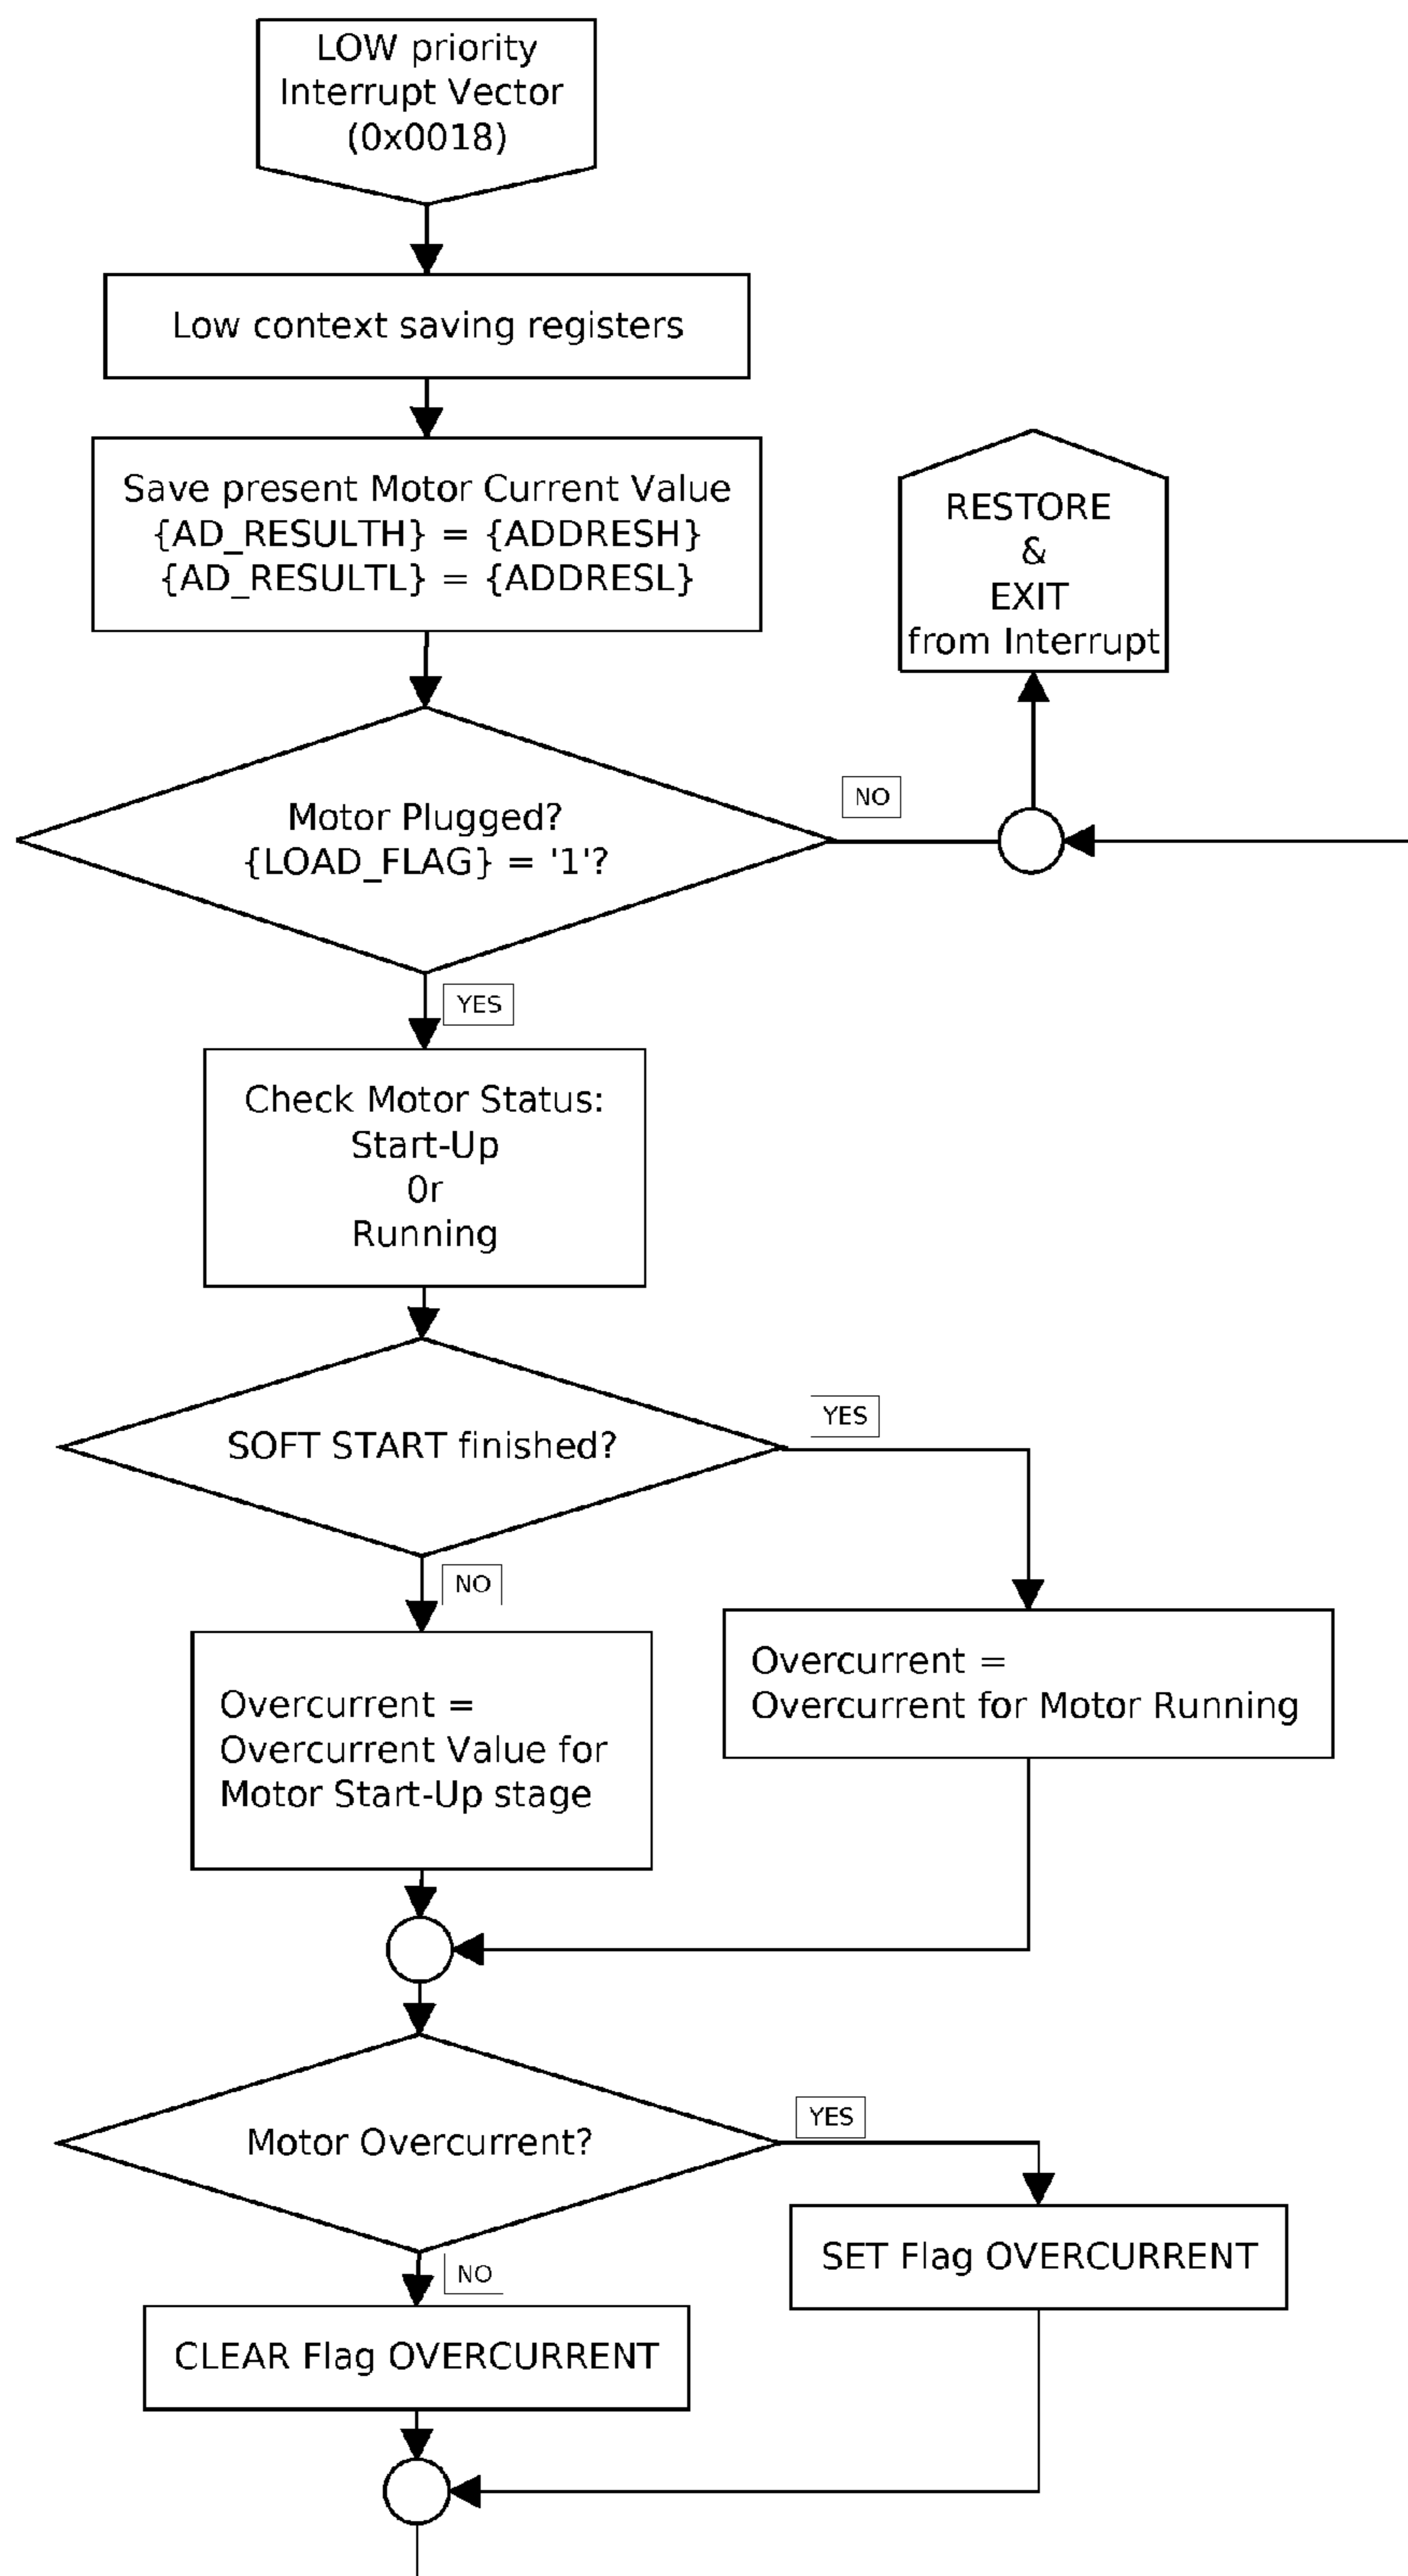 LOW priority
Interrupt Vector
(0x0018)
Low context saving registers
Save present Motor Current Value
{AD_RESULTH} = {ADDRESH}
{AD_RESULTL} = {ADDRESL}
RESTORE
&
EXIT
from Interrupt
NO
Motor Plugged?
{LOAD_FLAG} = '1'?
YES
Check Motor Status:
Start-Up
0r
Running
YES
SOFT START finished?
NO
Overcurrent =
Overcurrent for Motor Running
Overcurrent =
Overcurrent Value for
Motor Start-Up stage
YES
Motor Overcurrent?
SET Flag OVERCURRENT
NO
CLEAR Flag OVERCURRENT